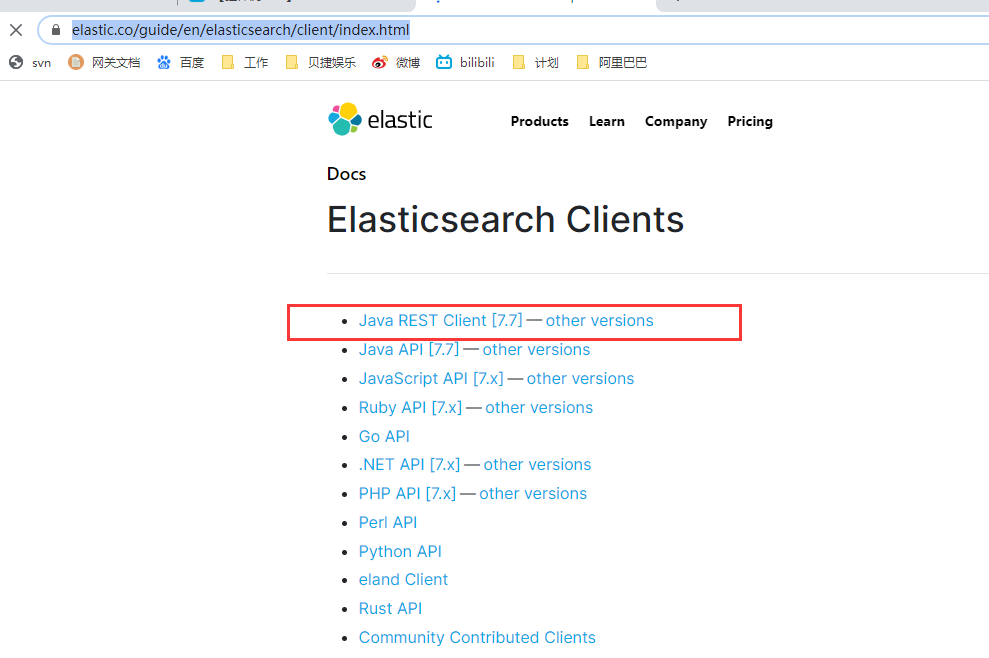 elastic.co/guide/en/elasticsearch/client/index.html
svn 网关文档 百度 工作 贝捷娱乐 微博 bilibili 计划 阿里巴巴
elastic Products Learn Company Pricing
Docs
Elasticsearch Clients
Java REST Client [7.7] — other versions
Java API [7.7] — other versions
JavaScript API [7.x] — other versions
Ruby API [7.x] — other versions
Go API
.NET API [7.x] — other versions
PHP API [7.x] — other versions
Perl API
Python API
eland Client
Rust API
Community Contributed Clients